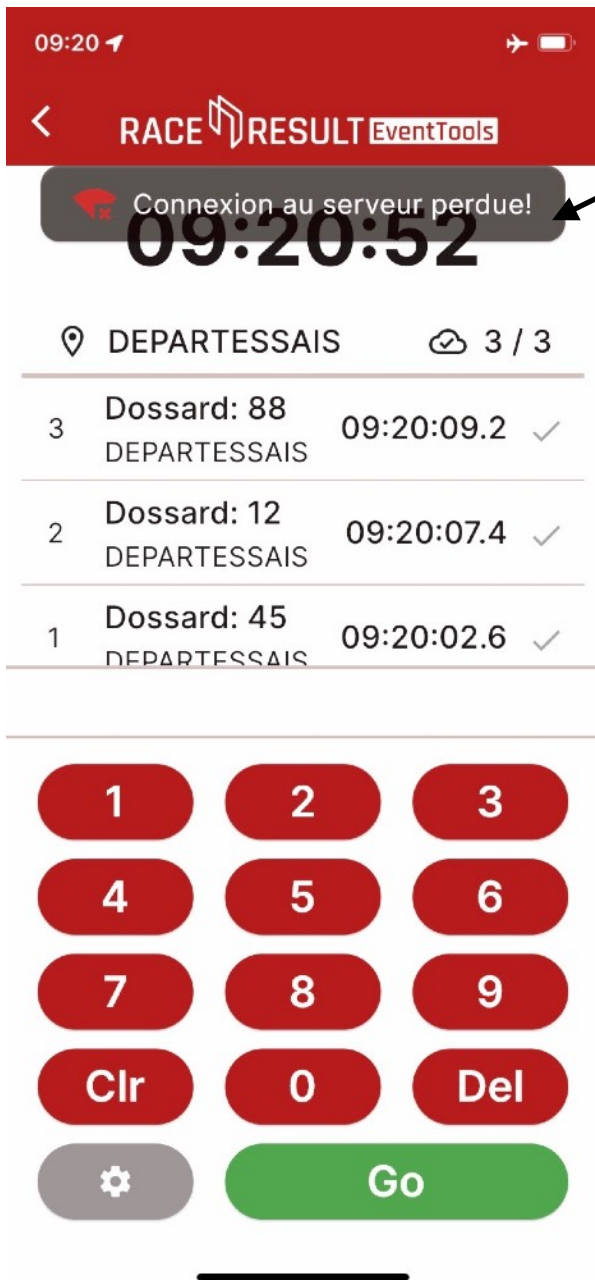 09:20
RACE RESULT EventTools
Connexion au serveur perdue!
09:20:52
DEPARTESSAIS 3 / 3
3 Dossard: 88 09:20:09.2
DEPARTESSAIS
2 Dossard: 12 09:20:07.4
DEPARTESSAIS
1 Dossard: 45 09:20:02.6
DEPARTESSAIS
1 2 3
4 5 6
7 8 9
Clr 0 Del
Go